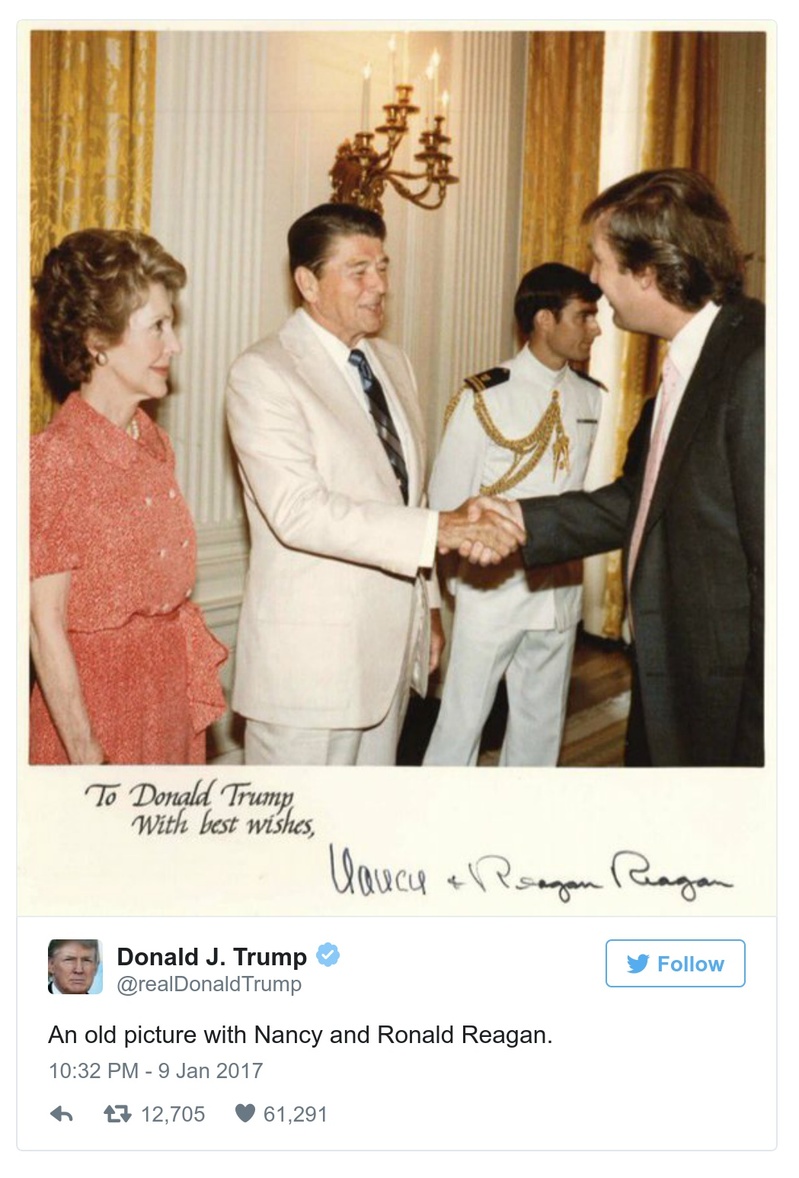 To Donald Trump
With best wishes,
Nancy + Reagan Reagan
Donald J. Trump
@realDonaldTrump
Follow
An old picture with Nancy and Ronald Reagan.
10:32 PM - 9 Jan 2017
12,705 61,291